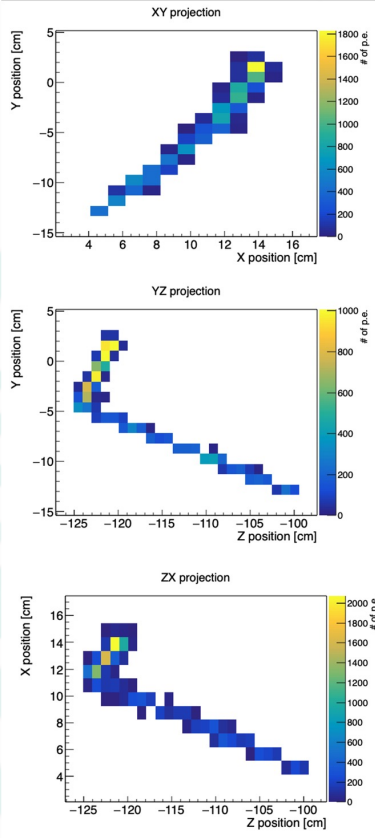 XY projection
Y position [cm]
5
0
−5
−10
−15
4 6 8 10 12 14 16
X position [cm]
1800
1600
1400
1200
1000
800
600
400
200
0
# of p.e.
YZ projection
Y position [cm]
5
0
−5
−10
−15
−125 −120 −115 −110 −105 −100
Z position [cm]
1000
800
600
400
200
0
# of p.e.
ZX projection
X position [cm]
16
14
12
10
8
6
4
−125 −120 −115 −110 −105 −100
Z position [cm]
2000
1800
1600
1400
1200
1000
800
600
400
200
0
# of p.e.